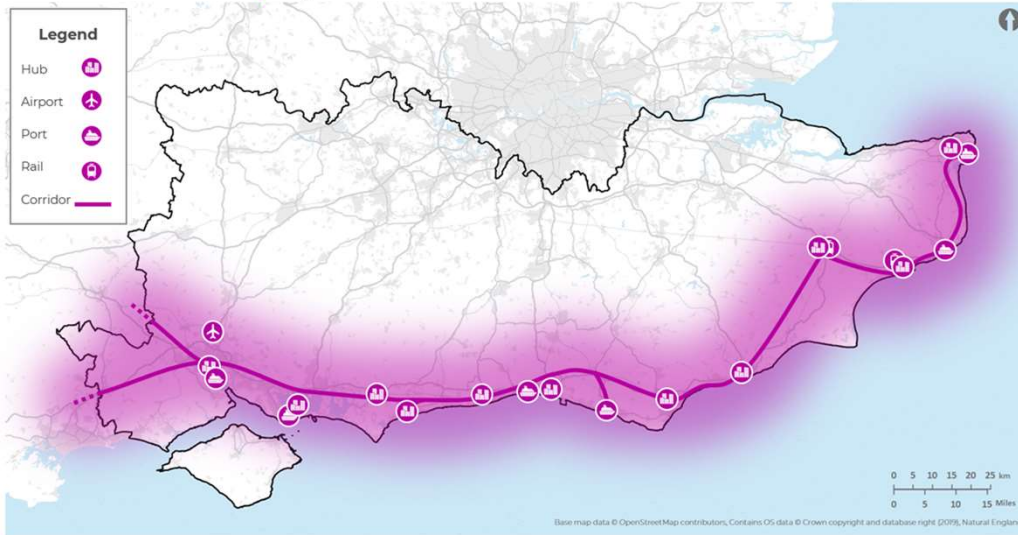 Legend
Hub
Airport
Port
Rail
Corridor
0 5 10 15 20 25 km
0 5 10 15 Miles
Base map data © OpenStreetMap contributors, Contains OS data © Crown copyright and database right (2019), Natural Englan